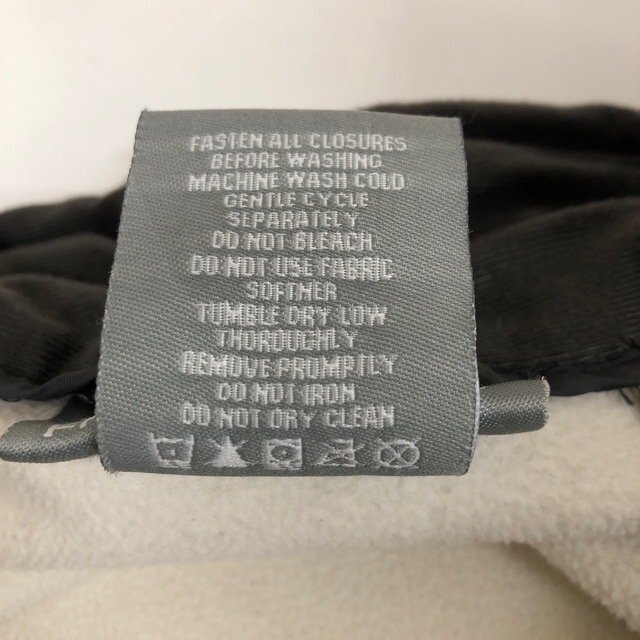 FASTEN ALL CLOSURES
BEFORE WASHING
MACHINE WASH COLD
GENTLE CYCLE
SEPARATELY
DO NOT BLEACH
DO NOT USE FABRIC
SOFTNER
TUMBLE DRY LOW
THOROUGHLY
REMOVE PROMPTLY
DO NOT IRON
DO NOT DRY CLEAN